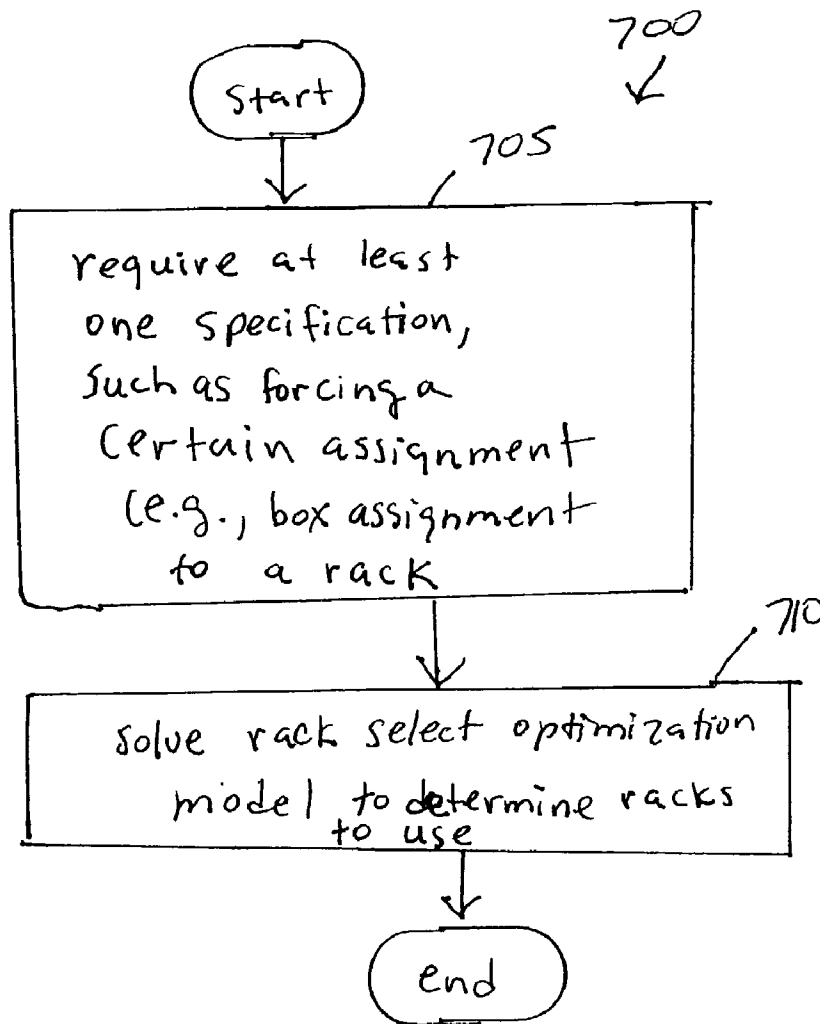 700
start
705
require at least
one specification,
such as forcing a
certain assignment
(e.g., box assignment
to a rack
710
solve rack select optimization
model to determine racks
to use
end